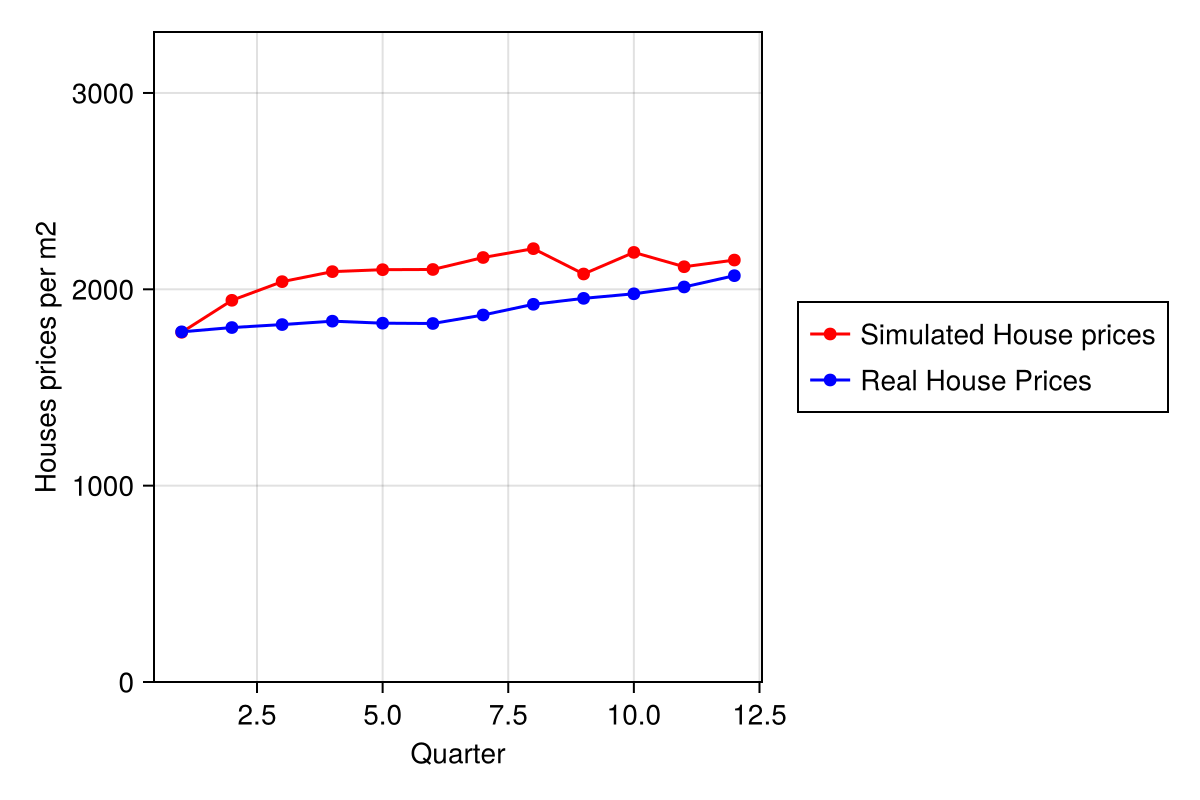 3000
2000
1000
0
Houses prices per m2
2.5 5.0 7.5 10.0 12.5
Quarter
Simulated House prices
Real House Prices